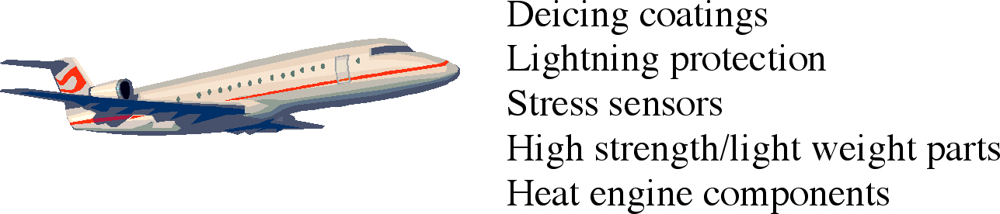 Deicing coatings
Lightning protection
Stress sensors
High strength/light weight parts
Heat engine components